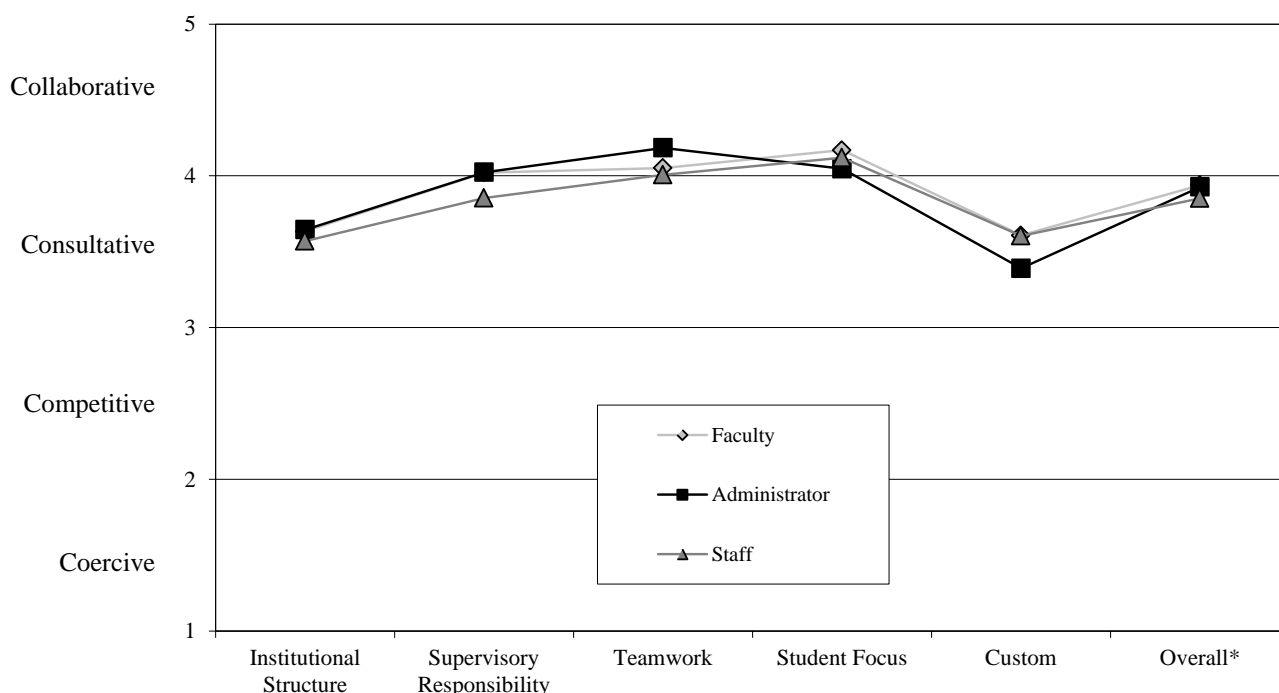 5
Collaborative
4
Consultative
3
Competitive
Faculty
2
Administrator
Staff
Coercive
1
Institutional
Structure
Supervisory
Responsibility
Teamwork
Student Focus
Custom
Overall*